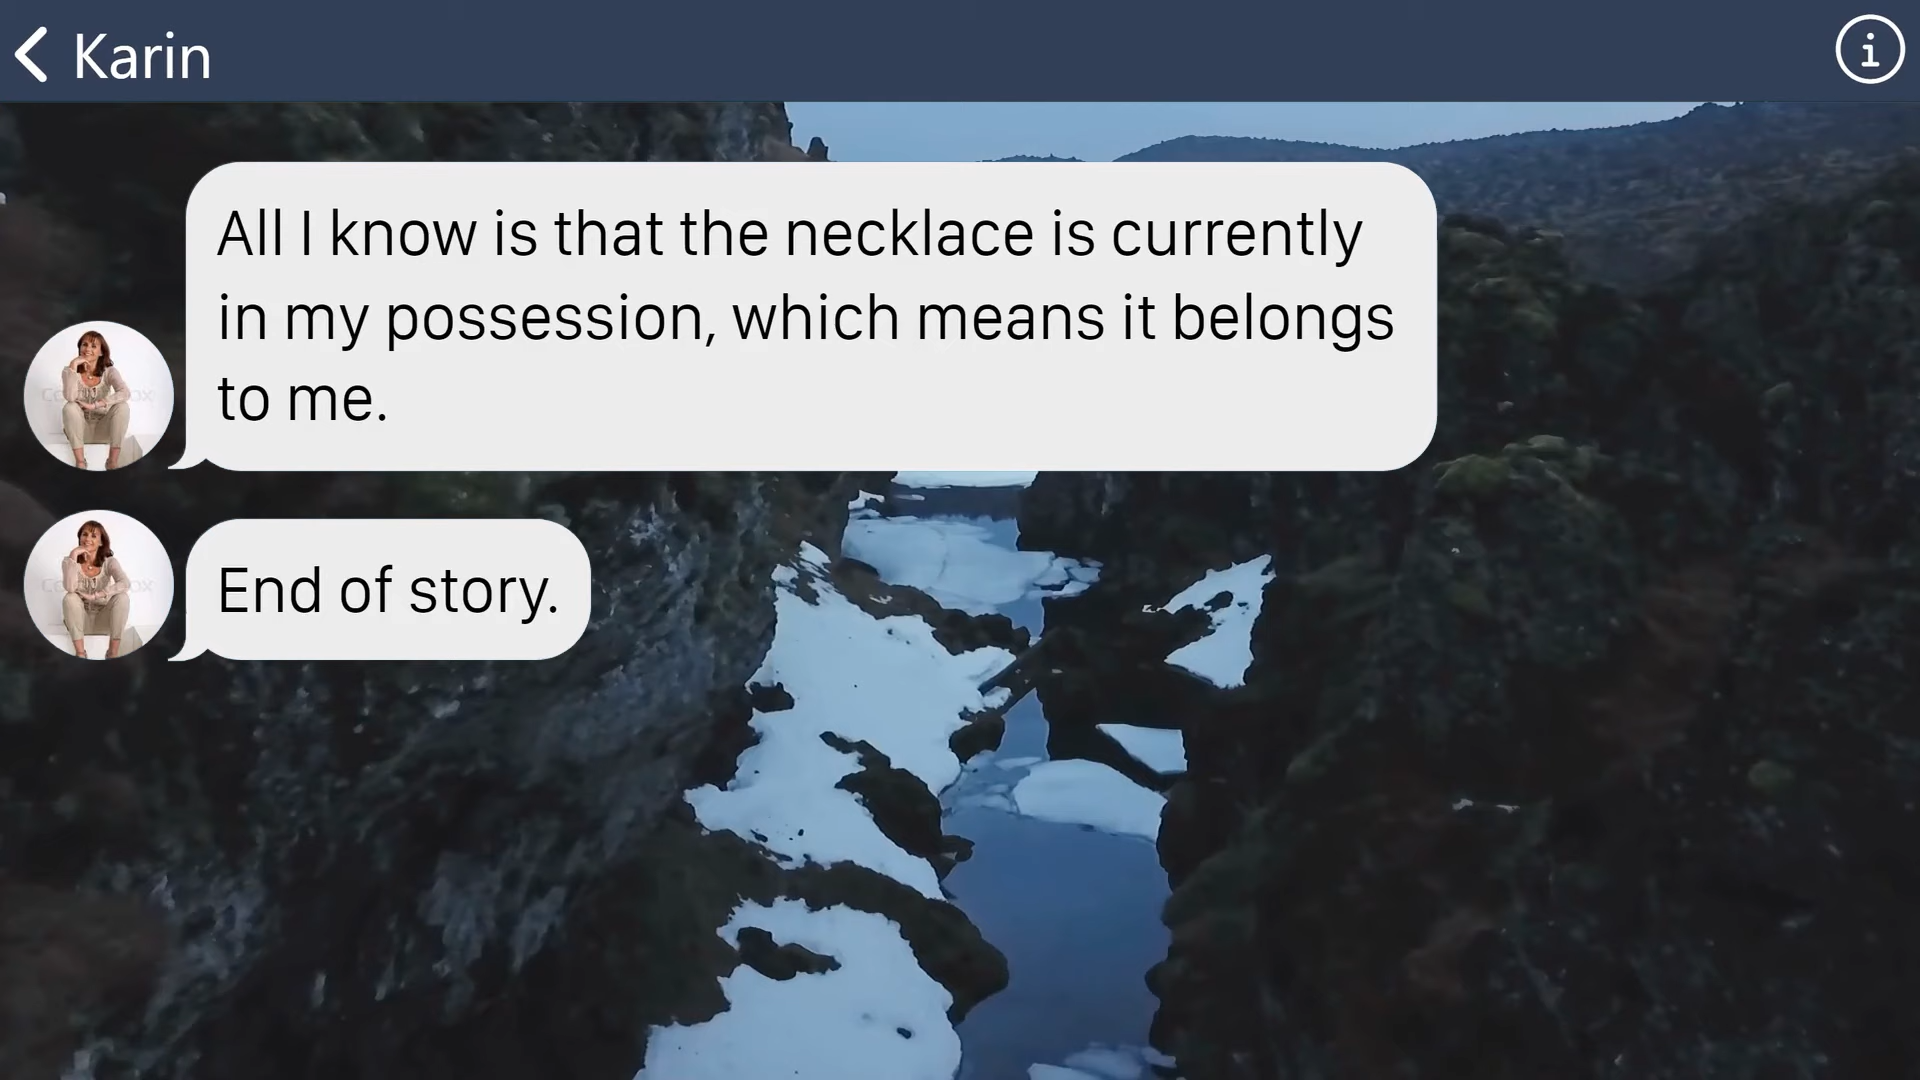 Karin
All I know is that the necklace is currently
in my possession, which means it belongs
to me.
End of story.